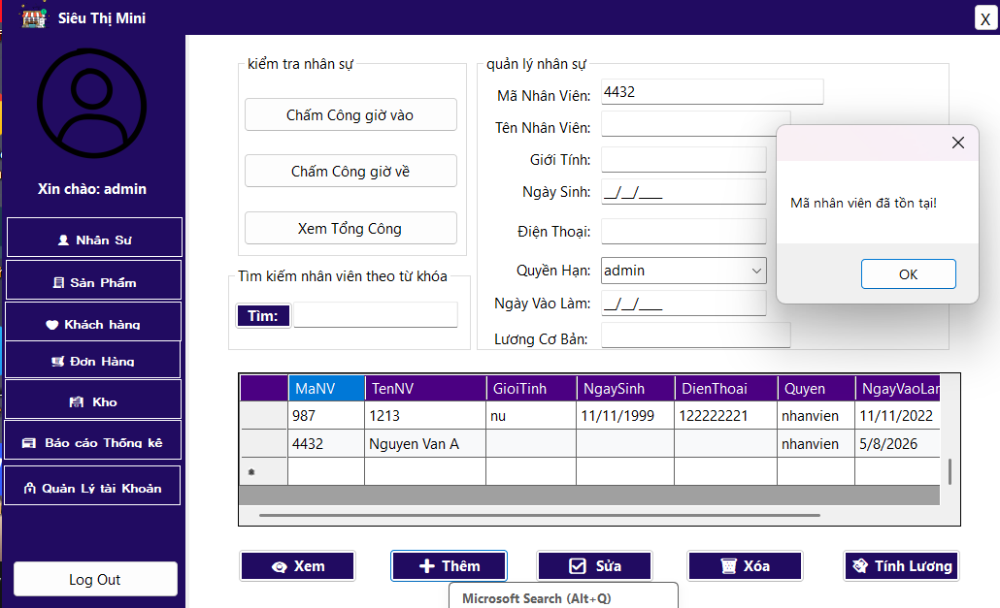 Siêu Thị Mini
X
Xin chào: admin
Nhân Sự
Sản Phẩm
Khách hàng
Đơn Hàng
Kho
Báo cáo Thống kê
Quản Lý tài Khoản
Log Out
kiểm tra nhân sự
Chấm Công giờ vào
Chấm Công giờ về
Xem Tổng Công
Tìm kiếm nhân viên theo từ khóa
Tìm:
quản lý nhân sự
Mã Nhân Viên: 4432
Tên Nhân Viên:
Giới Tính:
Ngày Sinh: __/__/____
Điện Thoại:
Quyền Hạn: admin
Ngày Vào Làm: __/__/____
Lương Cơ Bản:
Mã nhân viên đã tồn tại!
OK
MaNV TenNV GioiTinh NgaySinh DienThoai Quyen NgayVaoLar
987 1213 nu 11/11/1999 122222221 nhanvien 11/11/2022
4432 Nguyen Van A nhanvien 5/8/2026
Xem Thêm Sửa Xóa Tính Lương
Microsoft Search (Alt+Q)